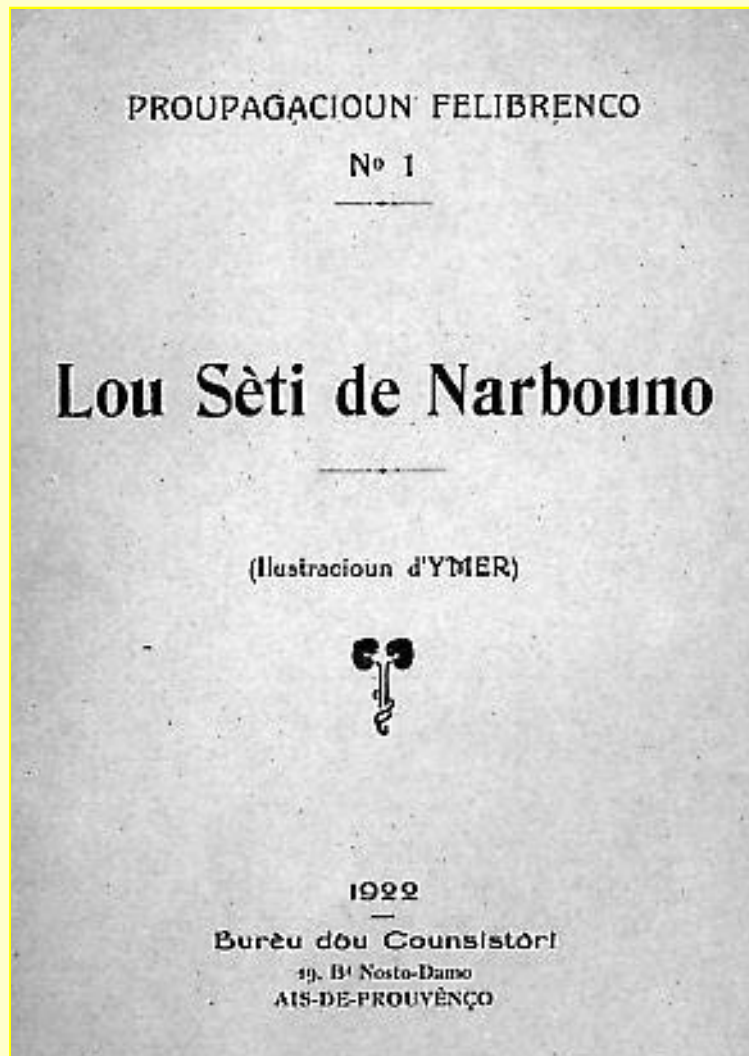 PROUPAGACIOUN FELIBRENCO
Nº 1
Lou Sèti de Narbouno
(Ilustracioun d'YMER)
1922
Burèu dóu Counsistòri
19. Bd Nosto-Damo
AIS-DE-PROUVÈNÇO